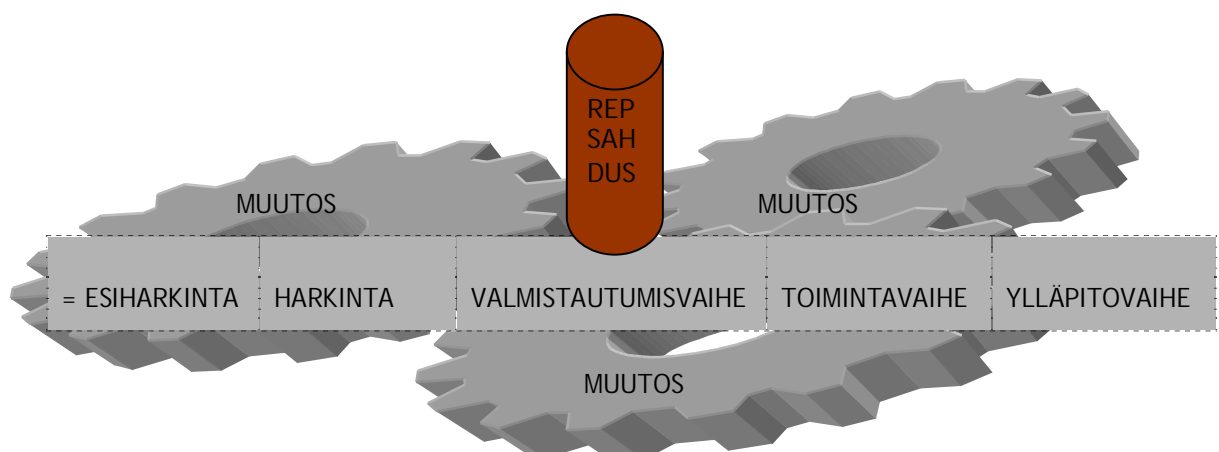 REP
SAH
DUS
MUUTOS
MUUTOS
= ESIHARKINTA
HARKINTA
VALMISTAUTUMISVAIHE
TOIMINTAVAIHE
YLLÄPITOVAIHE
MUUTOS